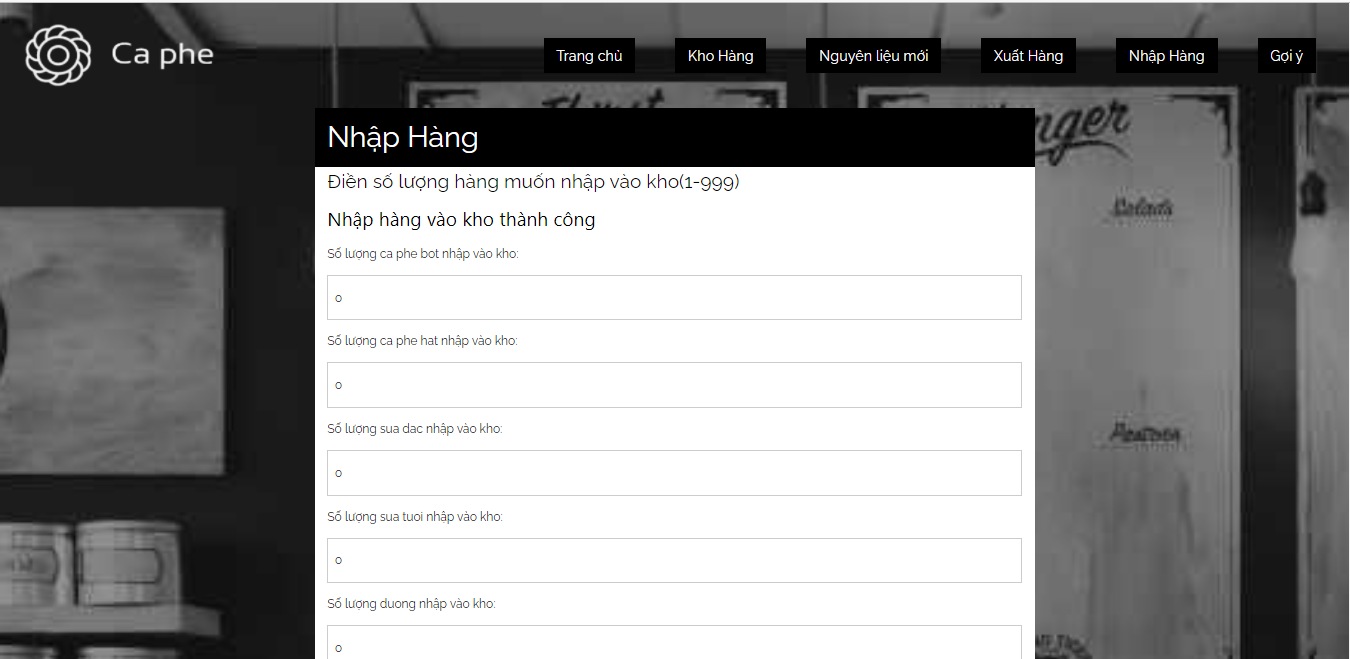 Ca phe
Trang chủ
Kho Hàng
Nguyên liệu mới
Xuất Hàng
Nhập Hàng
Gợi ý
Nhập Hàng
Điền số lượng hàng muốn nhập vào kho(1-999)
Nhập hàng vào kho thành công
Số lượng ca phe bot nhập vào kho:
0
Số lượng ca phe hat nhập vào kho:
0
Số lượng sua dac nhập vào kho:
0
Số lượng sua tuoi nhập vào kho:
0
Số lượng duong nhập vào kho:
0